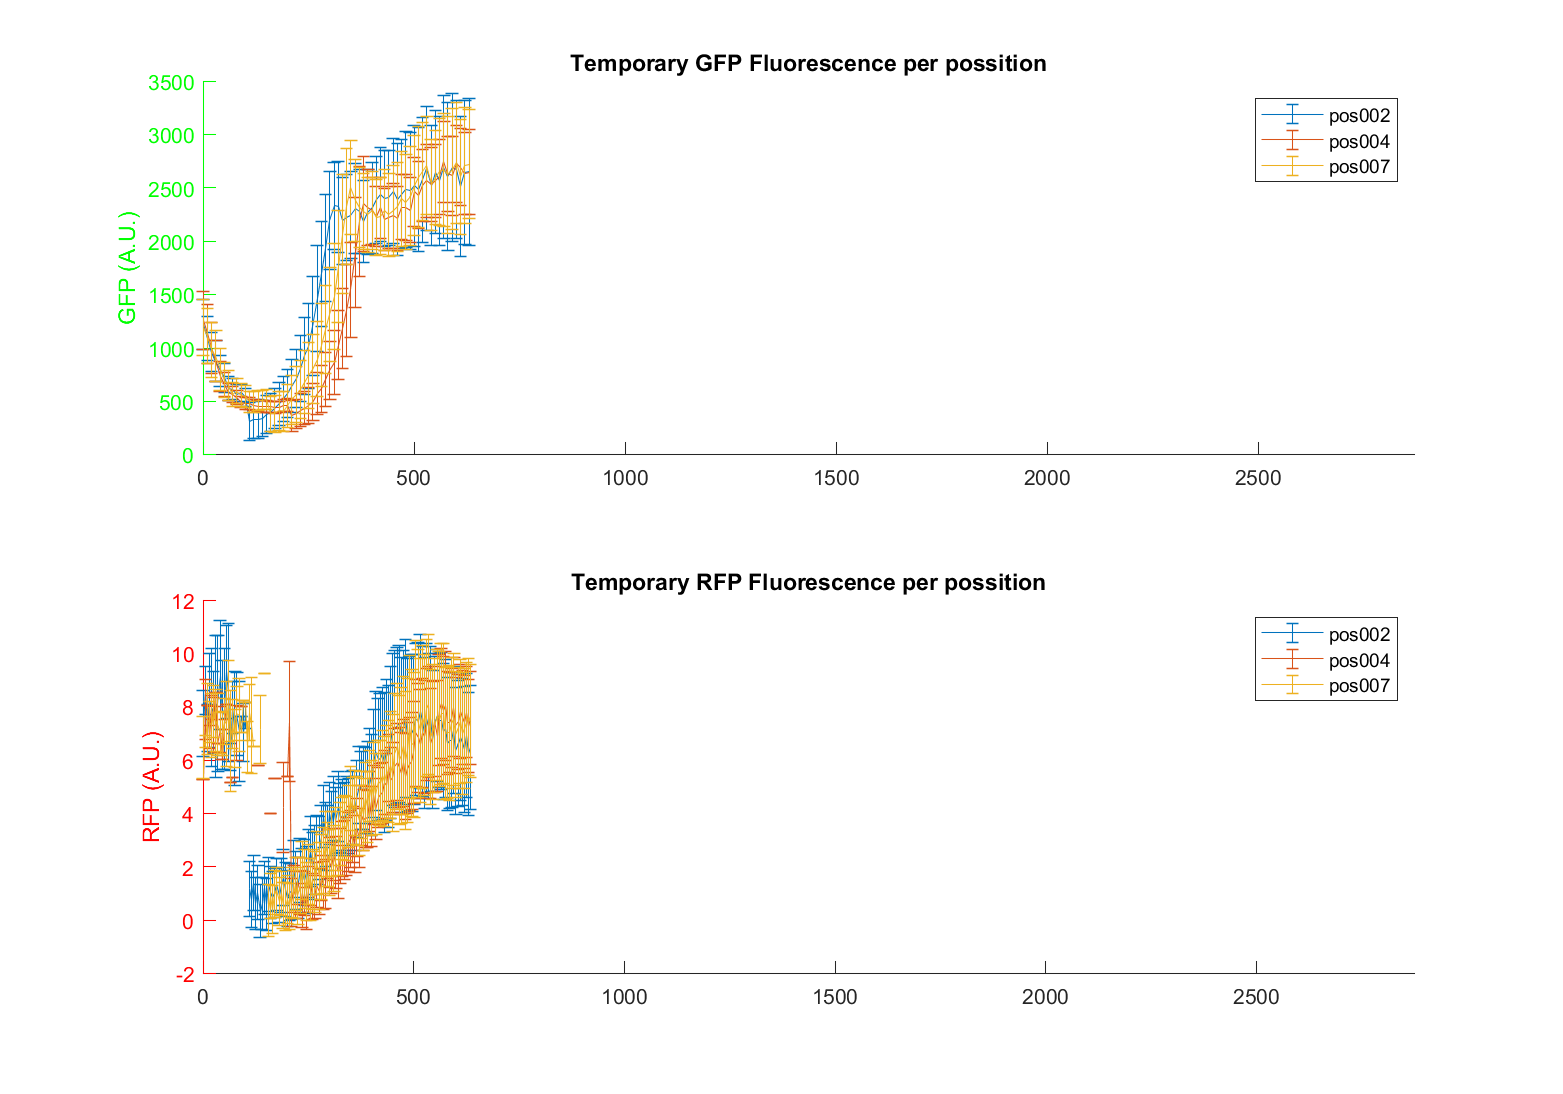 Temporary GFP Fluorescence per possition
GFP (A.U.)
3500
3000
2500
2000
1500
1000
500
0
0 500 1000 1500 2000 2500
pos002
pos004
pos007
Temporary RFP Fluorescence per possition
RFP (A.U.)
12
10
8
6
4
2
0
-2
0 500 1000 1500 2000 2500
pos002
pos004
pos007